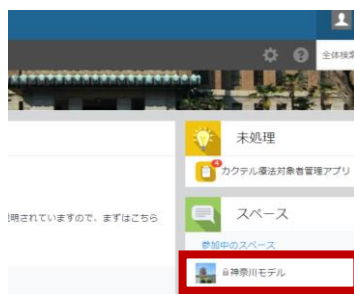 全体検索
未処理
4
カクテル療法対象者管理アプリ
明されていますので、まずはこちら
スペース
参加中のスペース
神奈川モデル